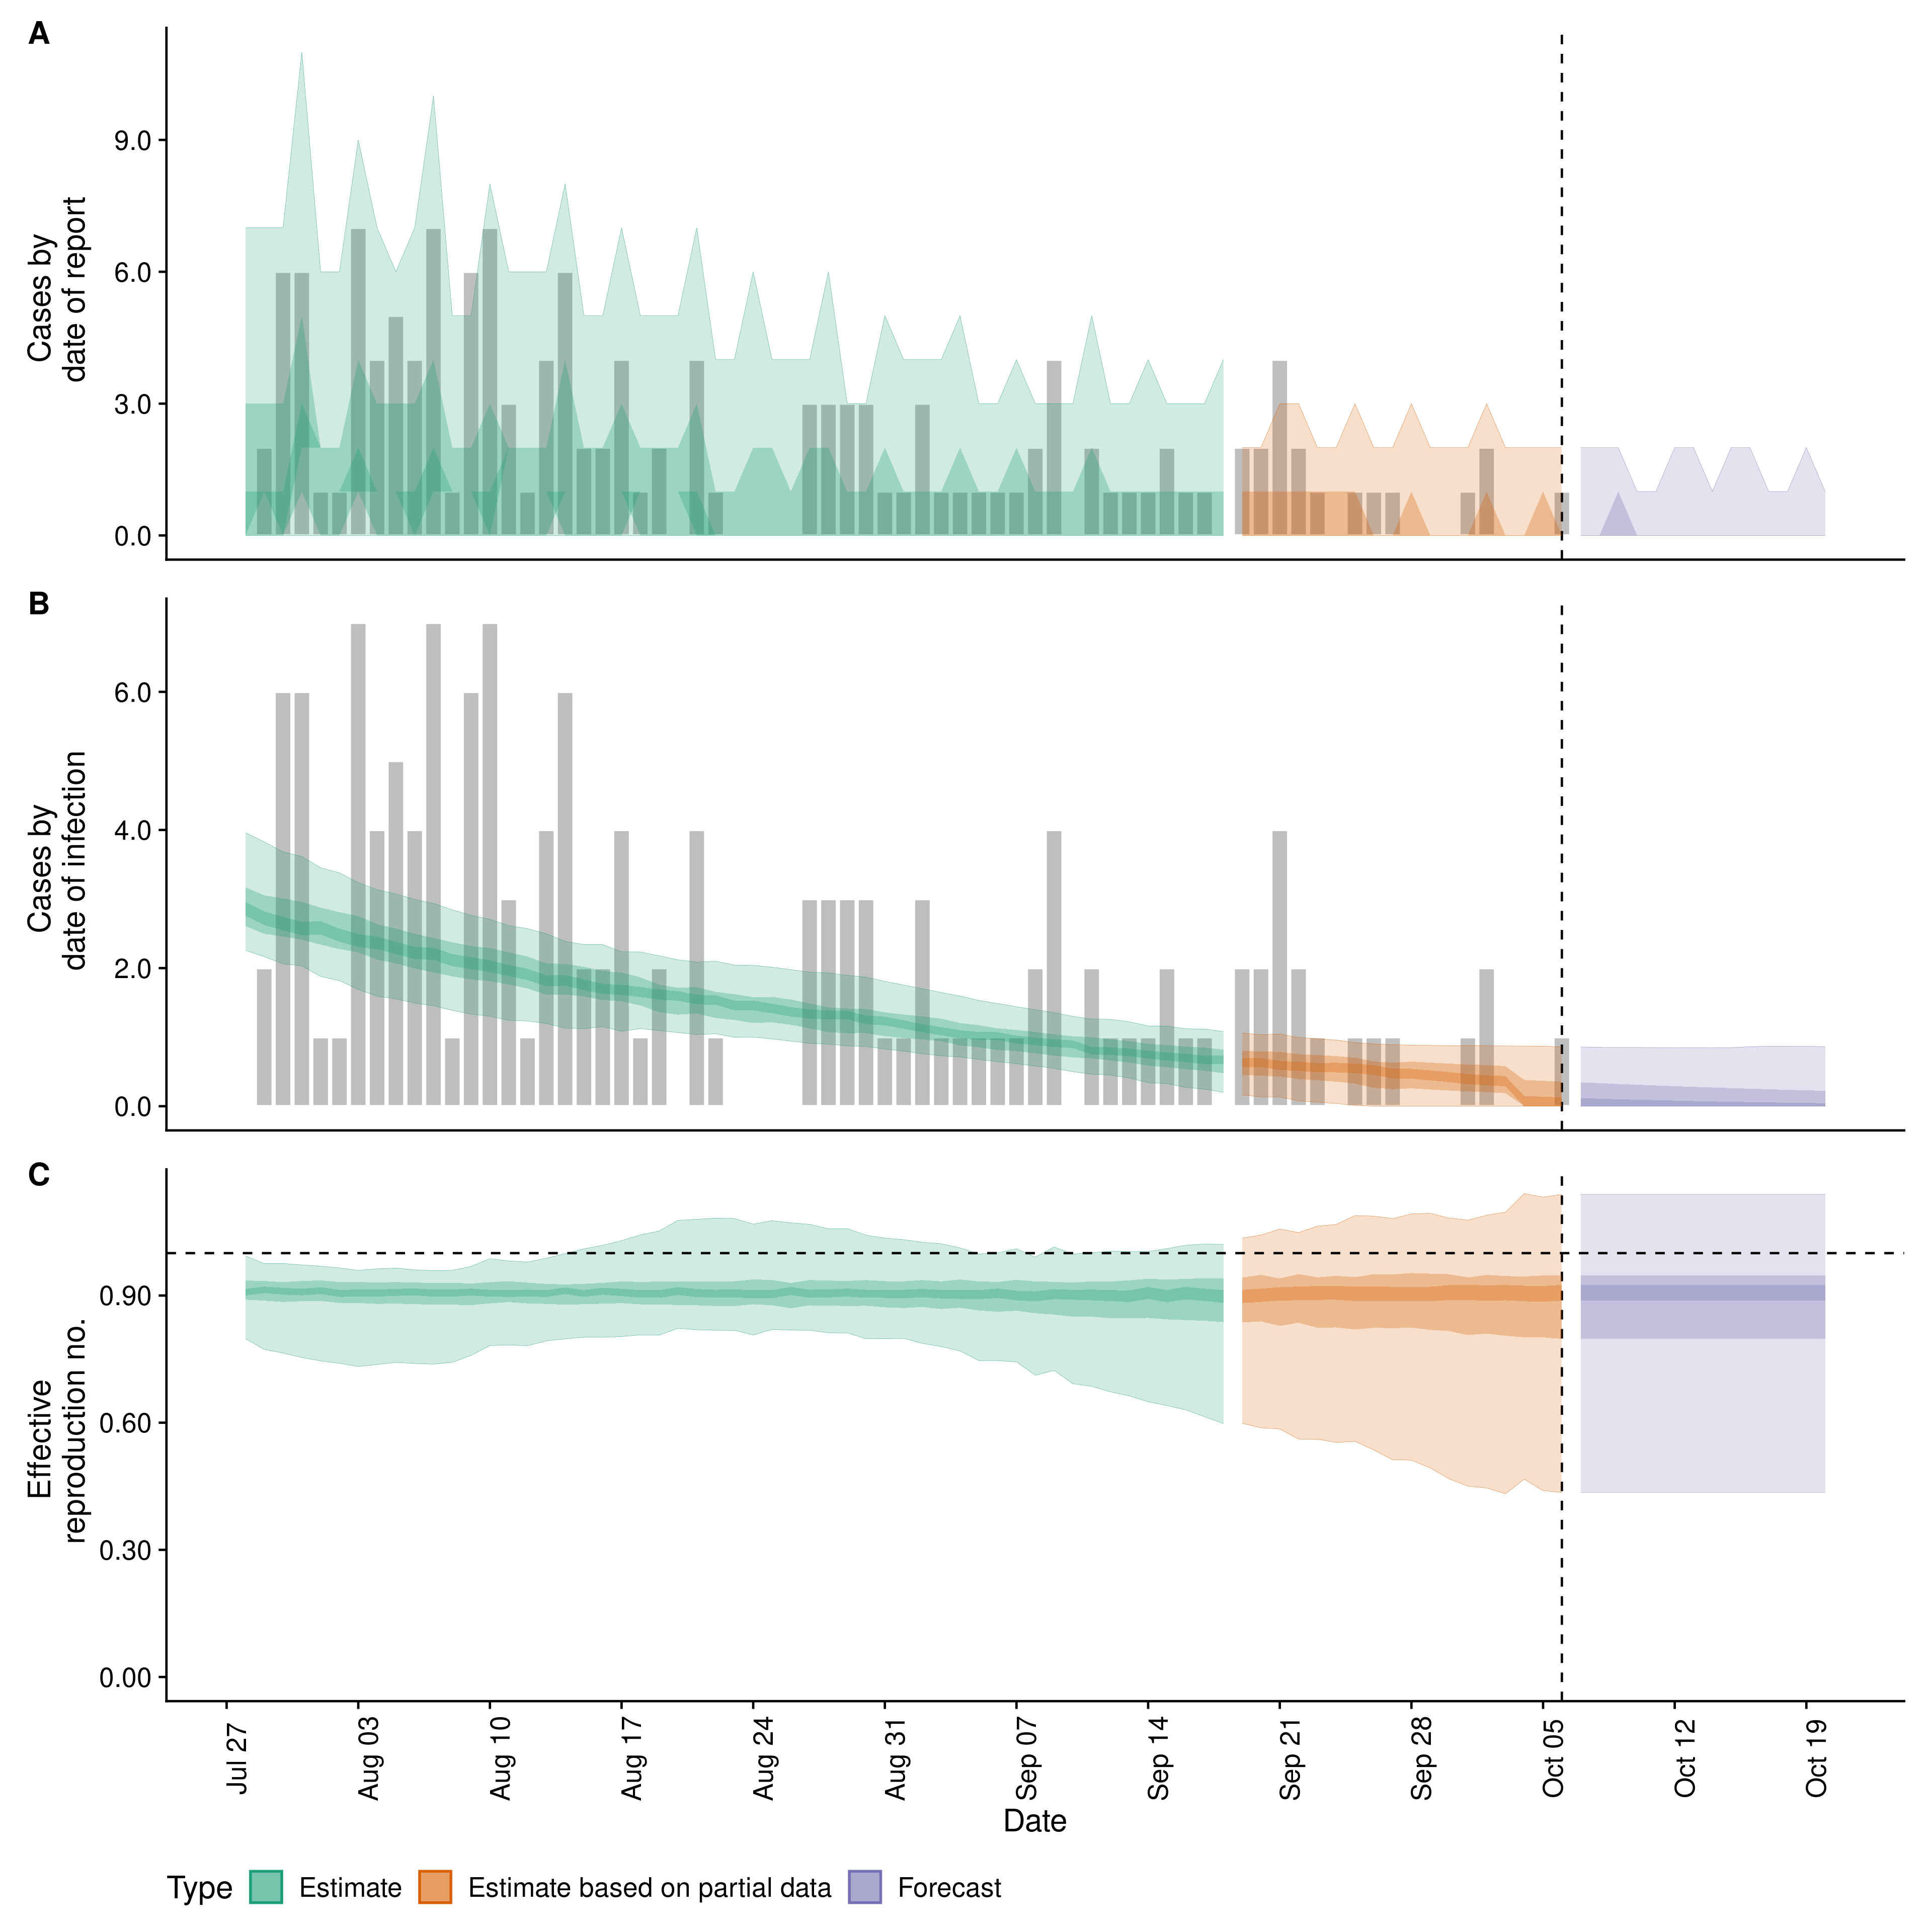 A
Cases by
date of report
9.0
6.0
3.0
0.0
B
Cases by
date of infection
6.0
4.0
2.0
0.0
C
Effective
reproduction no.
0.90
0.60
0.30
0.00
Jul 27
Aug 03
Aug 10
Aug 17
Aug 24
Aug 31
Sep 07
Sep 14
Sep 21
Sep 28
Oct 05
Oct 12
Oct 19
Date
Type Estimate Estimate based on partial data Forecast